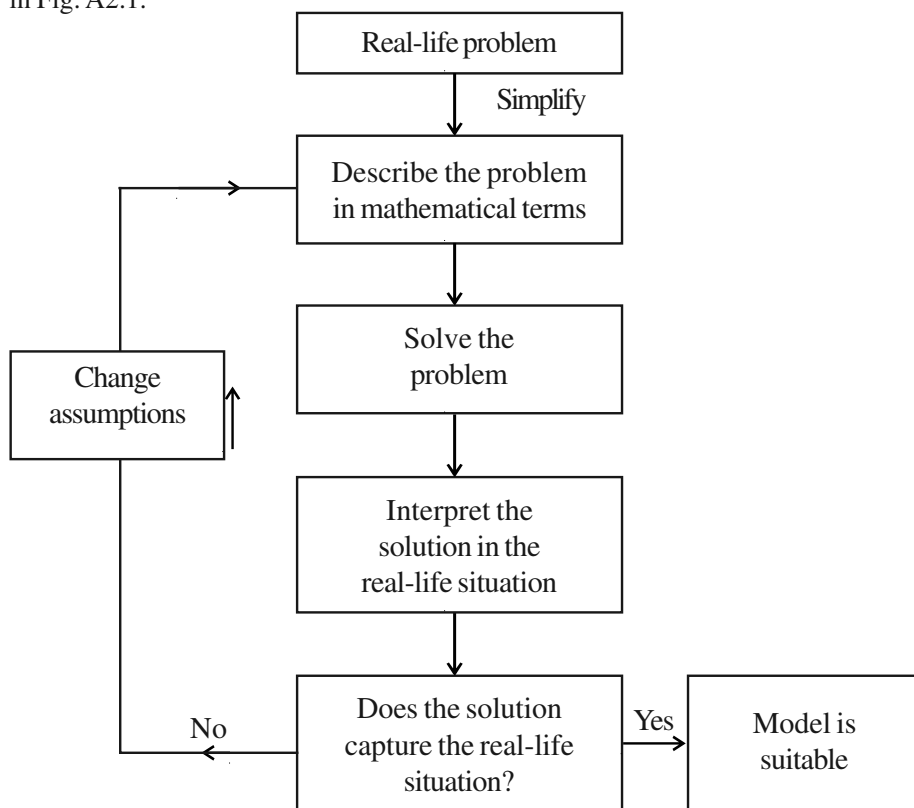 in Fig. A2.1.
Real-life problem
Simplify
Describe the problem
in mathematical terms
Solve the
problem
Change
assumptions
Interpret the
solution in the
real-life situation
Does the solution
capture the real-life
situation?
No
Yes
Model is
suitable